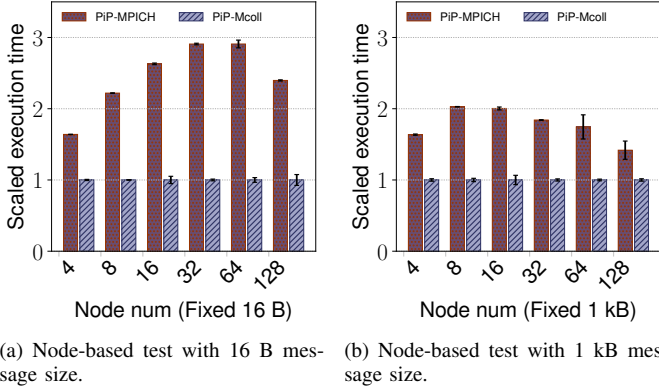 PiP-MPICH PiP-Mcoll
Scaled execution time
3
2
1
0
4 8 16 32 64 128
Node num (Fixed 16 B)
(a) Node-based test with 16 B mes-
sage size.
PiP-MPICH PiP-Mcoll
Scaled execution time
3
2
1
0
4 8 16 32 64 128
Node num (Fixed 1 kB)
(b) Node-based test with 1 kB mes-
sage size.